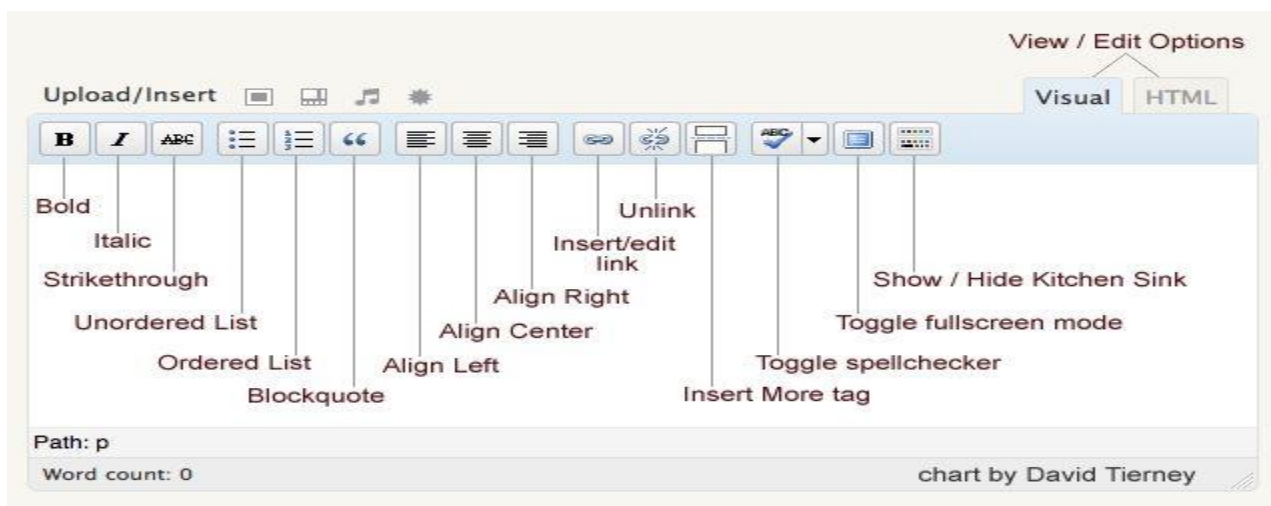 View / Edit Options
Upload/Insert
Visual HTML
B I ABC ABC
Bold
Unlink
Italic
Insert/edit
link
Strikethrough
Show / Hide Kitchen Sink
Align Right
Unordered List
Align Center
Toggle fullscreen mode
Ordered List
Align Left
Toggle spellchecker
Blockquote
Insert More tag
Path: p
Word count: 0
chart by David Tierney